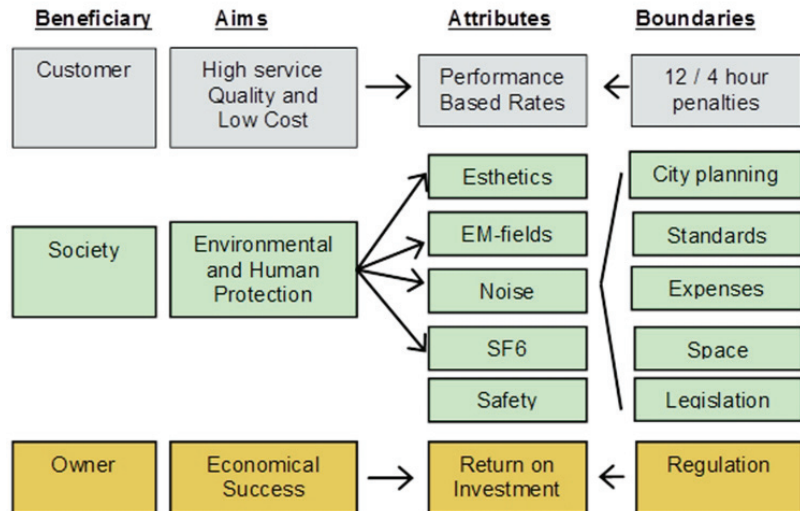 Beneficiary Aims Attributes Boundaries
Customer
High service
Quality and
Low Cost
Performance
Based Rates
12 / 4 hour
penalties
Society
Environmental
and Human
Protection
Esthetics
EM-fields
Noise
SF6
Safety
City planning
Standards
Expenses
Space
Legislation
Owner
Economical
Success
Return on
Investment
Regulation